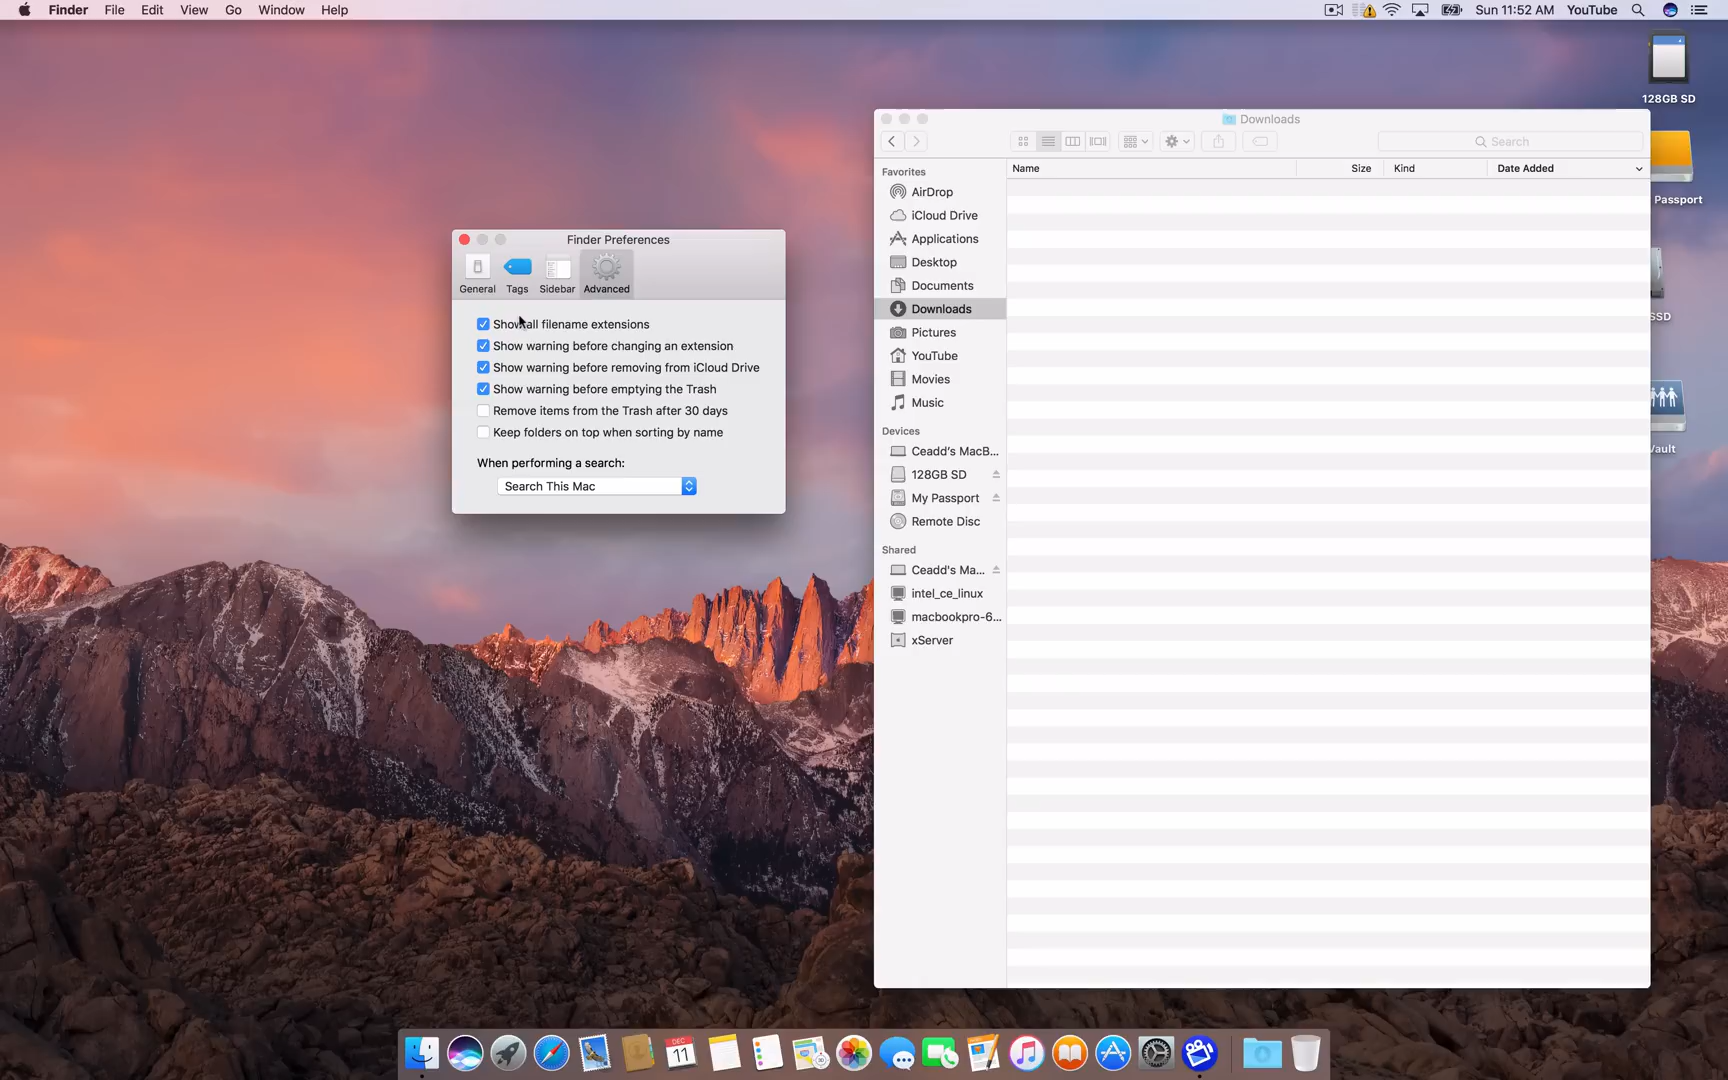 Finder File Edit View Go Window Help
Sun 11:52 AM YouTube
128GB SD
Passport
SSD
Vault
Finder Preferences
General Tags Sidebar Advanced
Show all filename extensions
Show warning before changing an extension
Show warning before removing from iCloud Drive
Show warning before emptying the Trash
Remove items from the Trash after 30 days
Keep folders on top when sorting by name
When performing a search:
Search This Mac
Downloads
Search
Name Size Kind Date Added
Favorites
AirDrop
iCloud Drive
Applications
Desktop
Documents
Downloads
Pictures
YouTube
Movies
Music
Devices
Ceadd's MacB...
128GB SD
My Passport
Remote Disc
Shared
Ceadd's Ma...
intel_ce_linux
macbookpro-6...
xServer
DEC
11